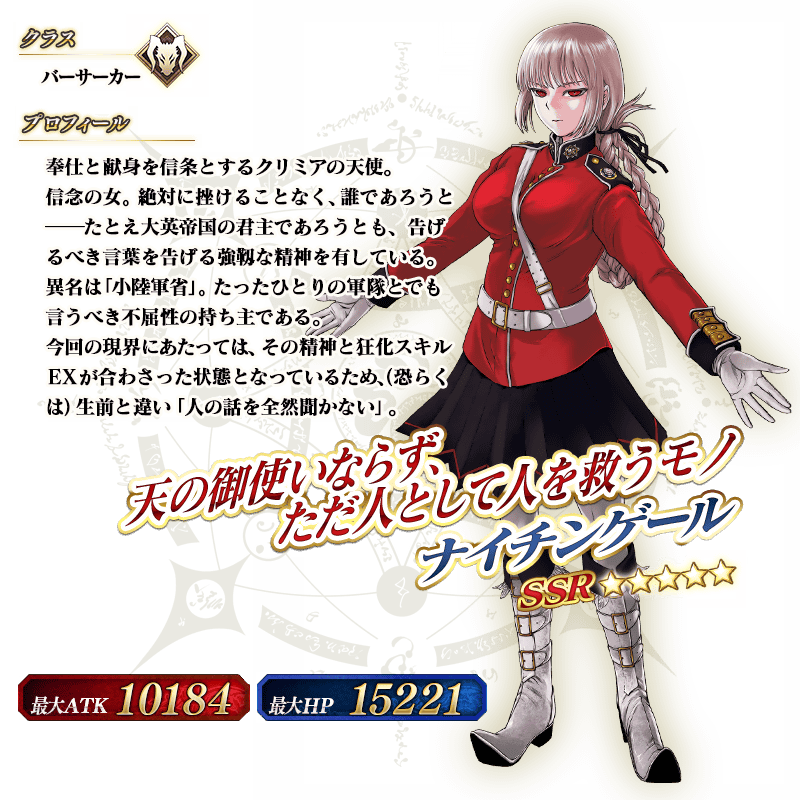 クラス
バーサーカー
プロフィール
奉仕と献身を信条とするクリミアの天使。
信念の女。絶対に挫けることなく、誰であろうと
──たとえ大英帝国の君主であろうとも、告げ
るべき言葉を告げる強靱な精神を有している。
異名は「小陸軍省」。たったひとりの軍隊とでも
言うべき不屈性の持ち主である。
今回の現界にあたっては、その精神と狂化スキル
EXが合わさった状態となっているため、(恐らく
は)生前と違い「人の話を全然聞かない」。
天の御使いならず、
ただ人として人を救うモノ
ナイチンゲール
SSR
最大ATK 10184
最大HP 15221